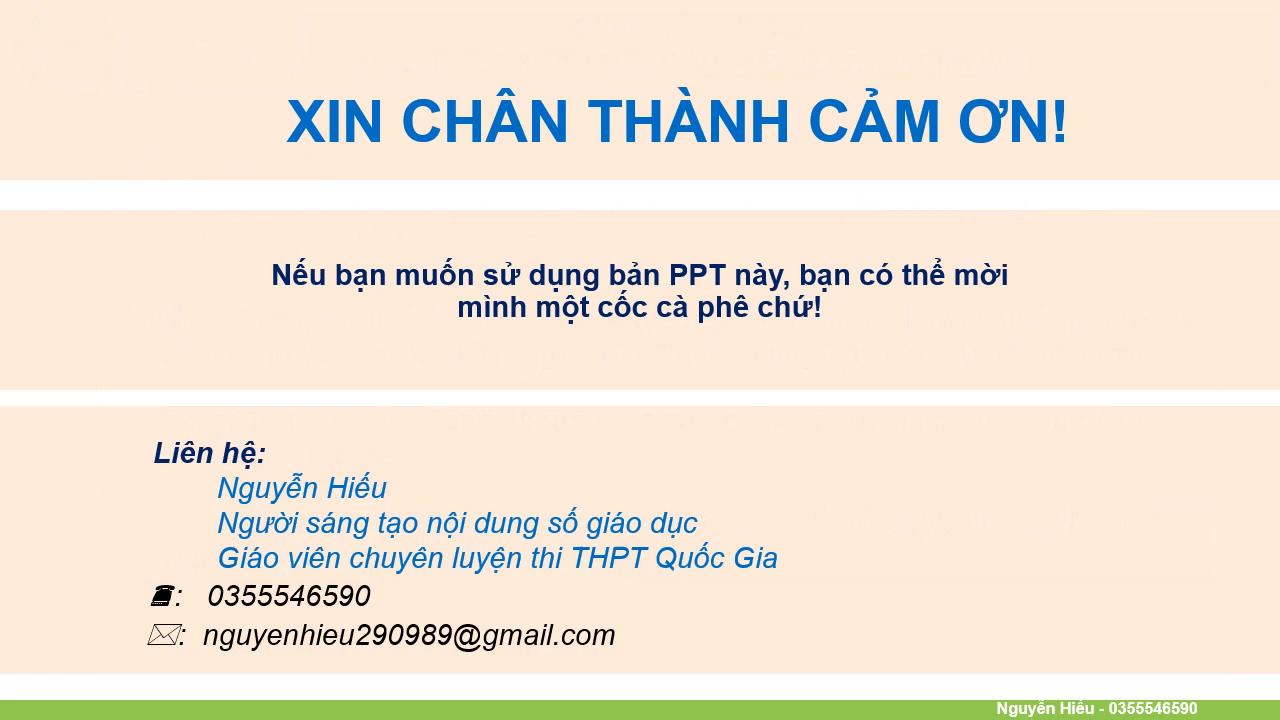 XIN CHÂN THÀNH CẢM ƠN!
Nếu bạn muốn sử dụng bản PPT này, bạn có thể mời
mình một cốc cà phê chứ!
Liên hệ:
Nguyễn Hiếu
Người sáng tạo nội dung số giáo dục
Giáo viên chuyên luyện thi THPT Quốc Gia
🕿: 0355546590
🖂: nguyenhieu290989@gmail.com
Nguyễn Hiếu - 0355546590